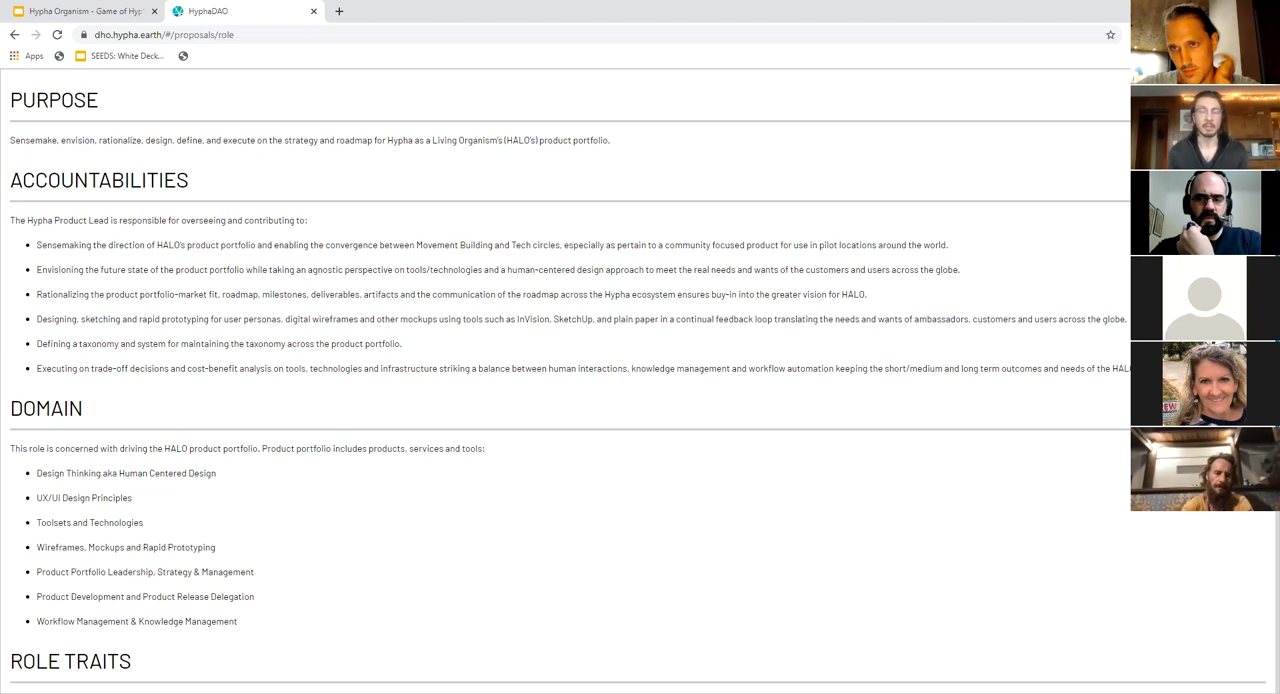 Hypha Organism - Game of Hyp
HyphaDAO
dho.hypha.earth/#/proposals/role
Apps
SEEDS: White Deck...
PURPOSE
Sensemake, envision, rationalize, design, define, and execute on the strategy and roadmap for Hypha as a Living Organism's (HALO's) product portfolio.
ACCOUNTABILITIES
The Hypha Product Lead is responsible for overseeing and contributing to:
Sensemaking the direction of HALO's product portfolio and enabling the convergence between Movement Building and Tech circles, especially as pertain to a community focused product for use in pilot locations around the world.
Envisioning the future state of the product portfolio while taking an agnostic perspective on tools/technologies and a human-centered design approach to meet the real needs and wants of the customers and users across the globe.
Rationalizing the product portfolio-market fit, roadmap, milestones, deliverables, artifacts and the communication of the roadmap across the Hypha ecosystem ensures buy-in into the greater vision for HALO.
Designing, sketching and rapid prototyping for user personas, digital wireframes and other mockups using tools such as InVision, SketchUp, and plain paper in a continual feedback loop translating the needs and wants of ambassadors, customers and users across the globe.
Defining a taxonomy and system for maintaining the taxonomy across the product portfolio.
Executing on trade-off decisions and cost-benefit analysis on tools, technologies and infrastructure striking a balance between human interactions, knowledge management and workflow automation keeping the short/medium and long term outcomes and needs of the HALO
DOMAIN
This role is concerned with driving the HALO product portfolio. Product portfolio includes products, services and tools:
Design Thinking aka Human Centered Design
UX/UI Design Principles
Toolsets and Technologies
Wireframes, Mockups and Rapid Prototyping
Product Portfolio Leadership, Strategy & Management
Product Development and Product Release Delegation
Workflow Management & Knowledge Management
ROLE TRAITS